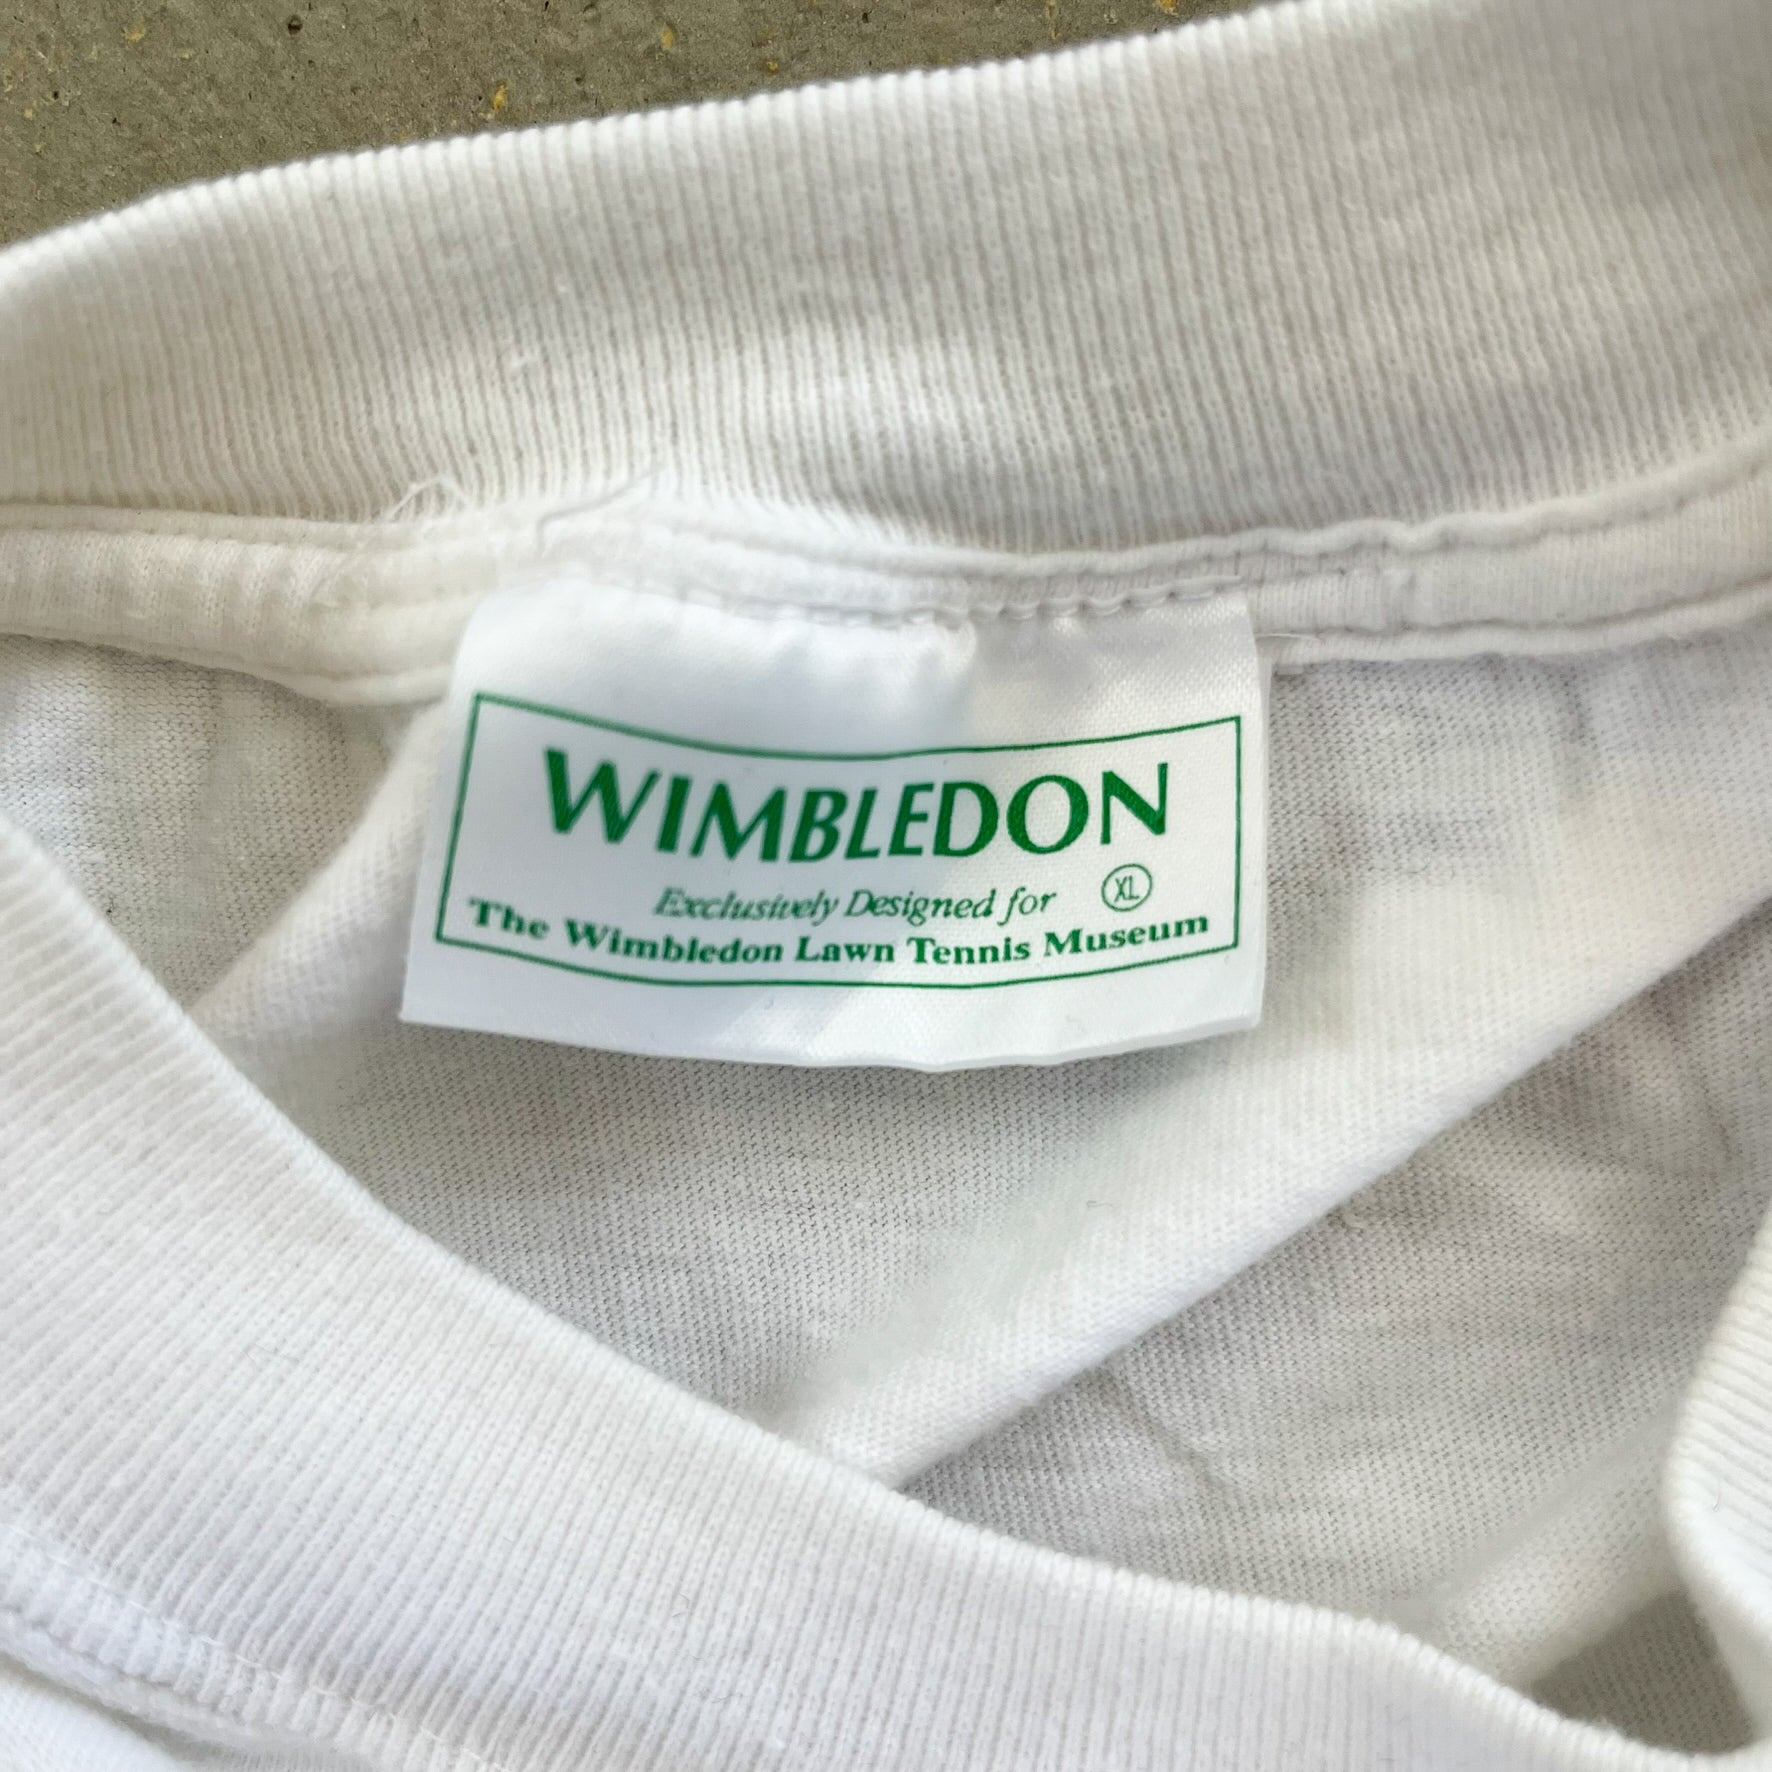 WIMBLEDON
Exclusively Designed for XL
The Wimbledon Lawn Tennis Museum